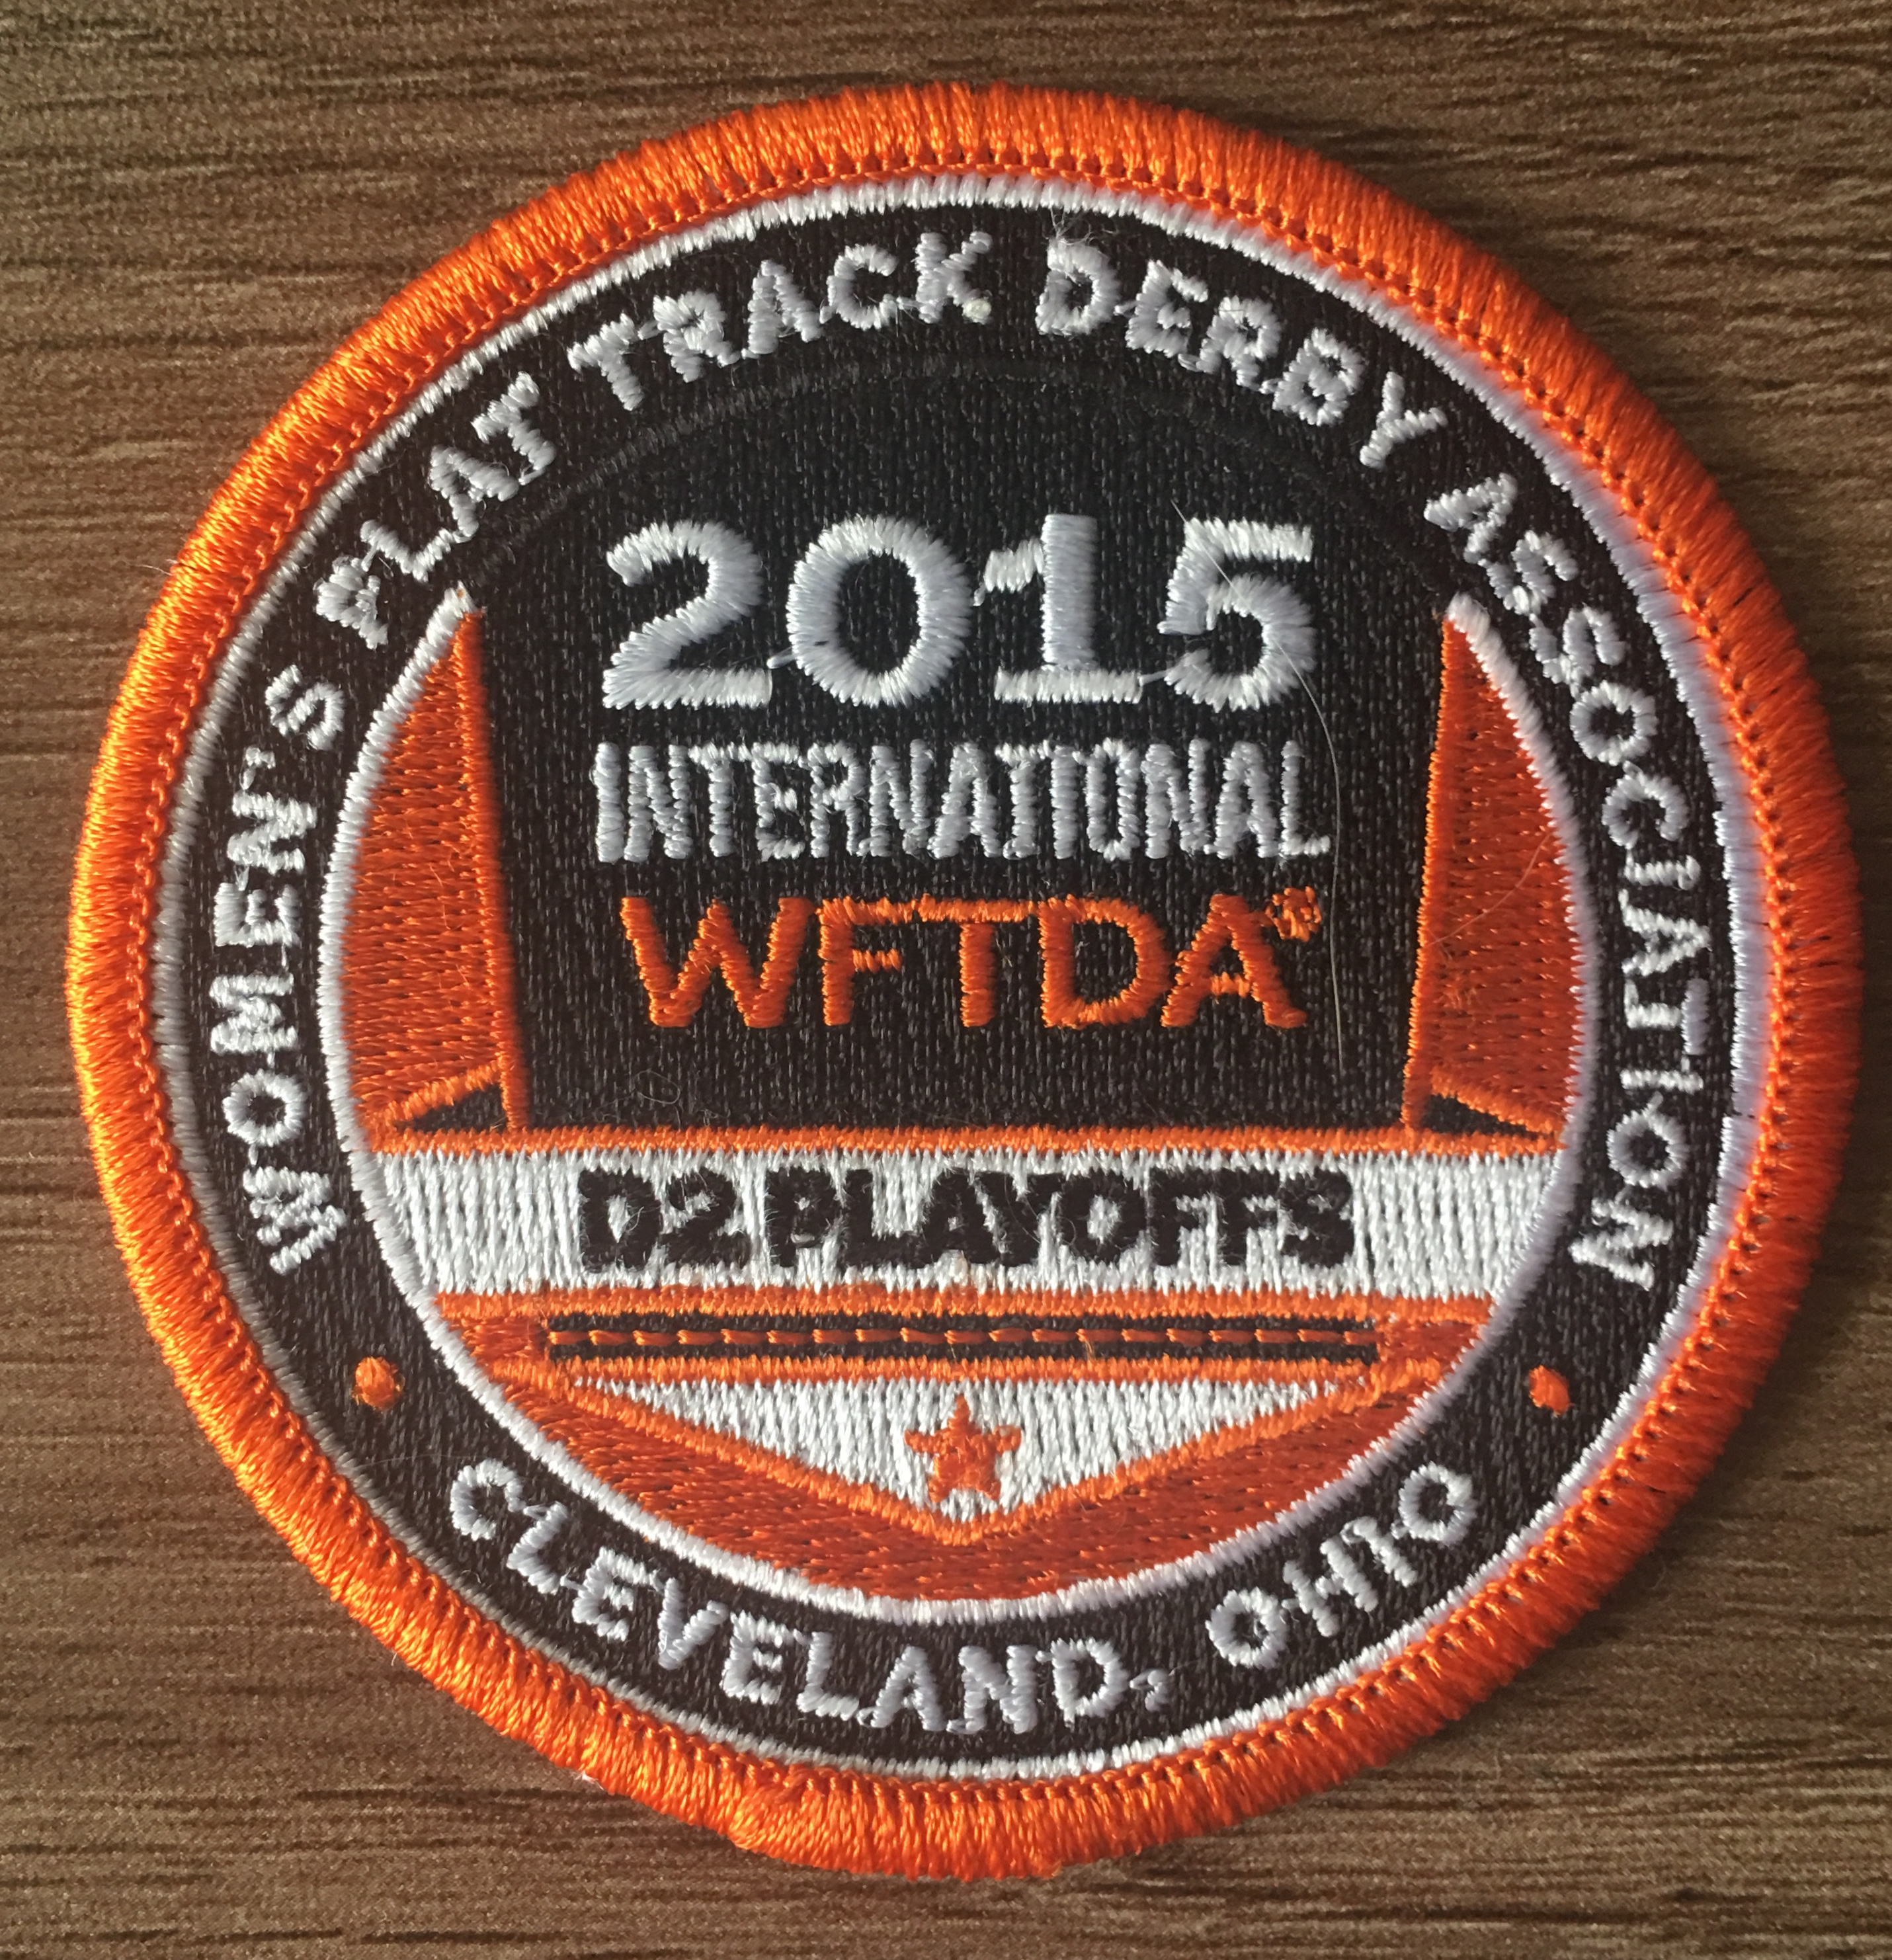 WOMEN'S FLAT TRACK DERBY ASSOCIATION
2015
INTERNATIONAL
WFTDA®
D2 PLAYOFFS
CLEVELAND, OHIO